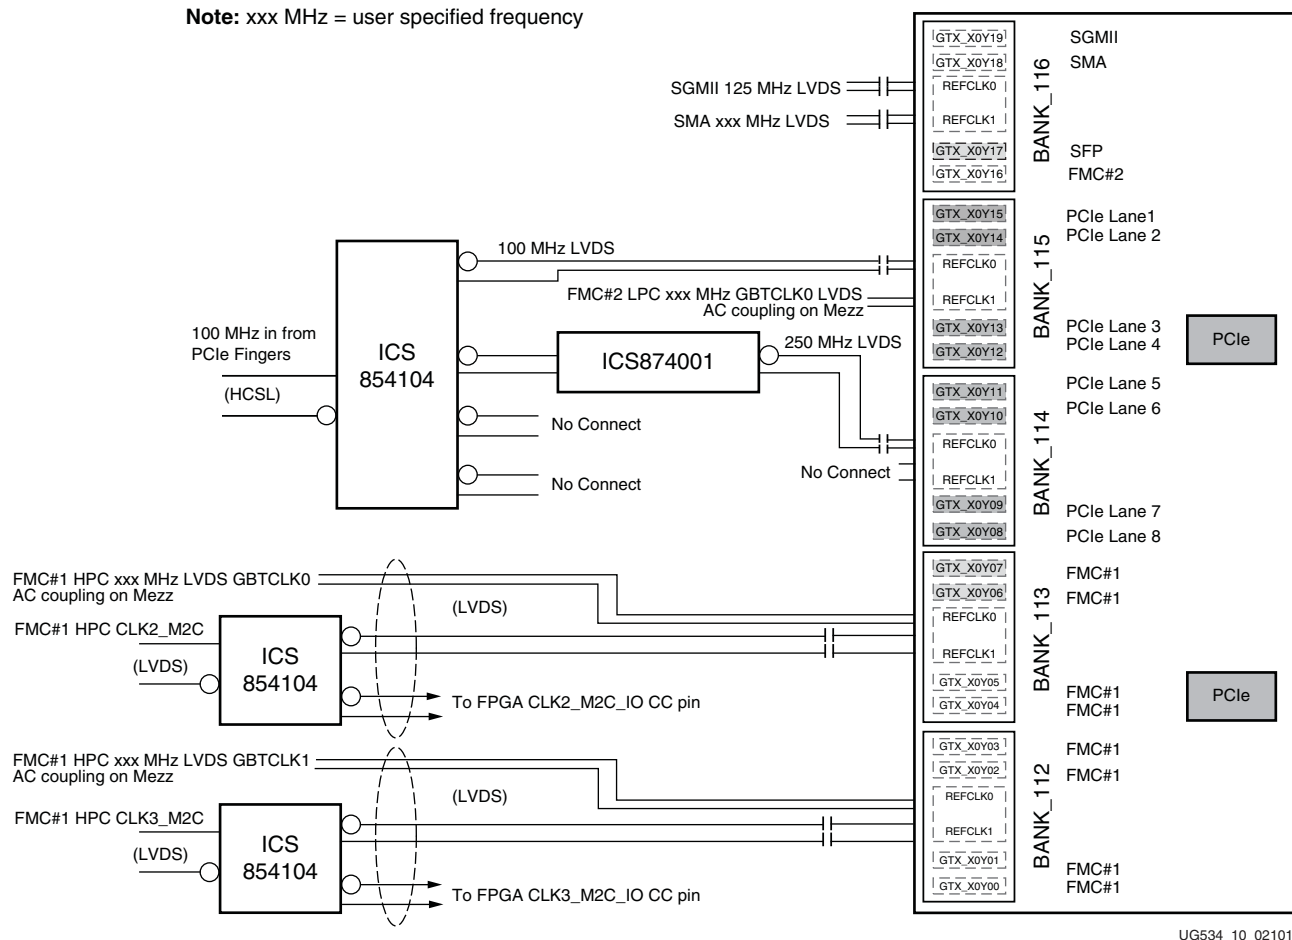 Note: xxx MHz = user specified frequency
GTX_X0Y19
SGMII
GTX_X0Y18
SMA
SGMII 125 MHz LVDS
REFCLK0
SMA xxx MHz LVDS
REFCLK1
BANK_116
GTX_X0Y17
SFP
GTX_X0Y16
FMC#2
GTX_X0Y15
PCIe Lane1
GTX_X0Y14
PCIe Lane 2
100 MHz LVDS
REFCLK0
FMC#2 LPC xxx MHz GBTCLK0 LVDS
AC coupling on Mezz
REFCLK1
BANK_115
GTX_X0Y13
PCIe Lane 3
GTX_X0Y12
PCIe Lane 4
PCIe
100 MHz in from
PCIe Fingers
(HCSL)
ICS
854104
ICS874001
250 MHz LVDS
GTX_X0Y11
PCIe Lane 5
GTX_X0Y10
PCIe Lane 6
No Connect
REFCLK0
No Connect
REFCLK1
BANK_114
No Connect
GTX_X0Y09
PCIe Lane 7
GTX_X0Y08
PCIe Lane 8
FMC#1 HPC xxx MHz LVDS GBTCLK0
AC coupling on Mezz
(LVDS)
GTX_X0Y07
FMC#1
GTX_X0Y06
FMC#1
REFCLK0
FMC#1 HPC CLK2_M2C
(LVDS)
ICS
854104
REFCLK1
BANK_113
GTX_X0Y05
FMC#1
GTX_X0Y04
FMC#1
PCIe
To FPGA CLK2_M2C_IO CC pin
FMC#1 HPC xxx MHz LVDS GBTCLK1
AC coupling on Mezz
(LVDS)
GTX_X0Y03
FMC#1
GTX_X0Y02
FMC#1
REFCLK0
FMC#1 HPC CLK3_M2C
(LVDS)
ICS
854104
REFCLK1
BANK_112
GTX_X0Y01
FMC#1
GTX_X0Y00
FMC#1
To FPGA CLK3_M2C_IO CC pin
UG534_10_02101